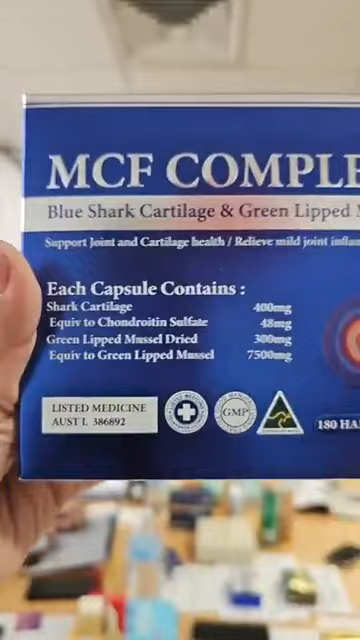 MCF COMPLE
Blue Shark Cartilage & Green Lipped
Support Joint and Cartilage health / Relieve mild joint inflam
Each Capsule Contains :
Shark Cartilage 400mg
Equiv to Chondroitin Sulfate 48mg
Green Lipped Mussel Dried 300mg
Equiv to Green Lipped Mussel 7500mg
LISTED MEDICINE
AUST L 386892
GMP
180 HA